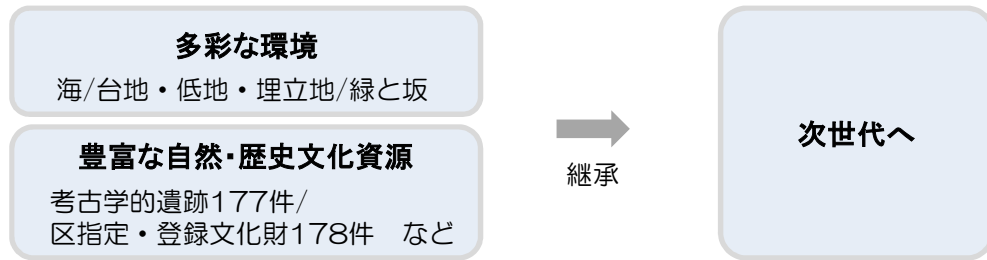 多彩な環境
海/台地・低地・埋立地/緑と坂
豊富な自然・歴史文化資源
考古学的遺跡177件/
区指定・登録文化財178件　など
継承
次世代へ